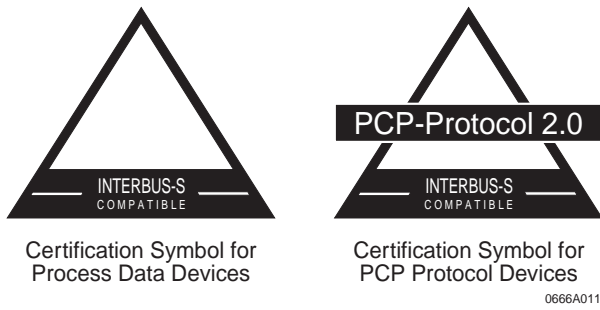 INTERBUS-S
COMPATIBLE
Certification Symbol for
Process Data Devices
PCP-Protocol 2.0
INTERBUS-S
COMPATIBLE
Certification Symbol for
PCP Protocol Devices
0666A011